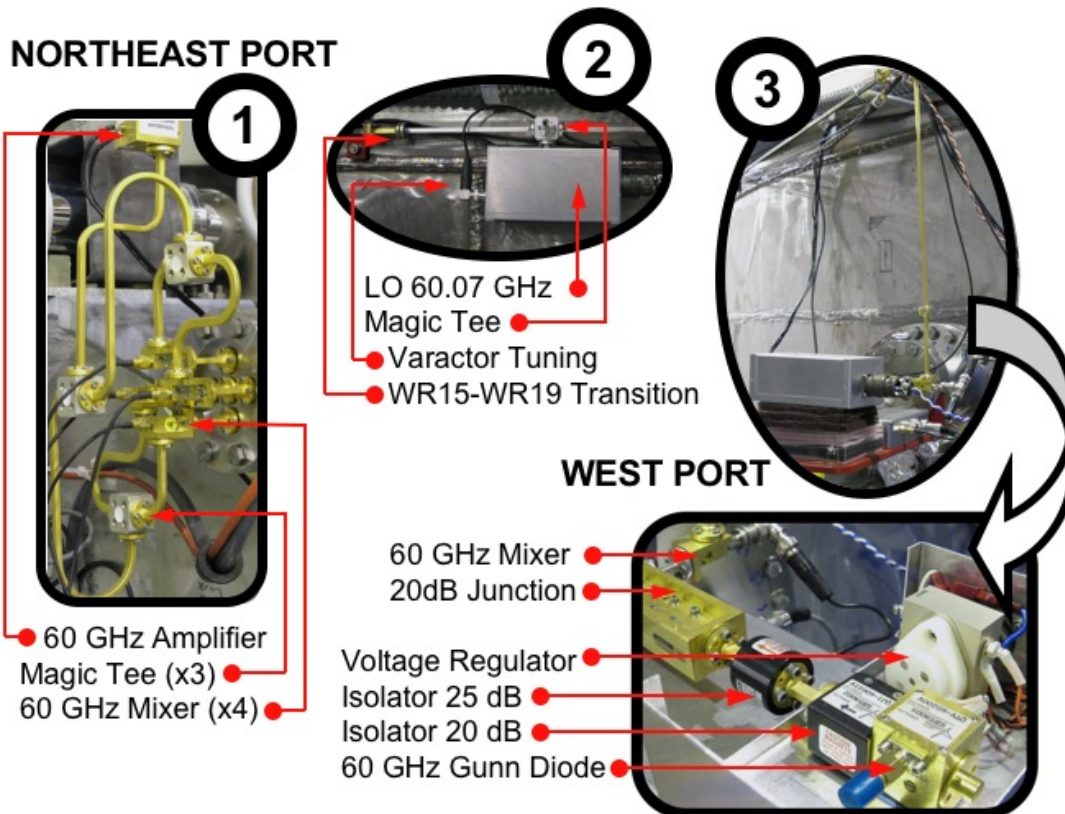 NORTHEAST PORT
1
2
3
LO 60.07 GHz
Magic Tee
Varactor Tuning
WR15-WR19 Transition
WEST PORT
60 GHz Amplifier
Magic Tee (x3)
60 GHz Mixer (x4)
60 GHz Mixer
20dB Junction
Voltage Regulator
Isolator 25 dB
Isolator 20 dB
60 GHz Gunn Diode